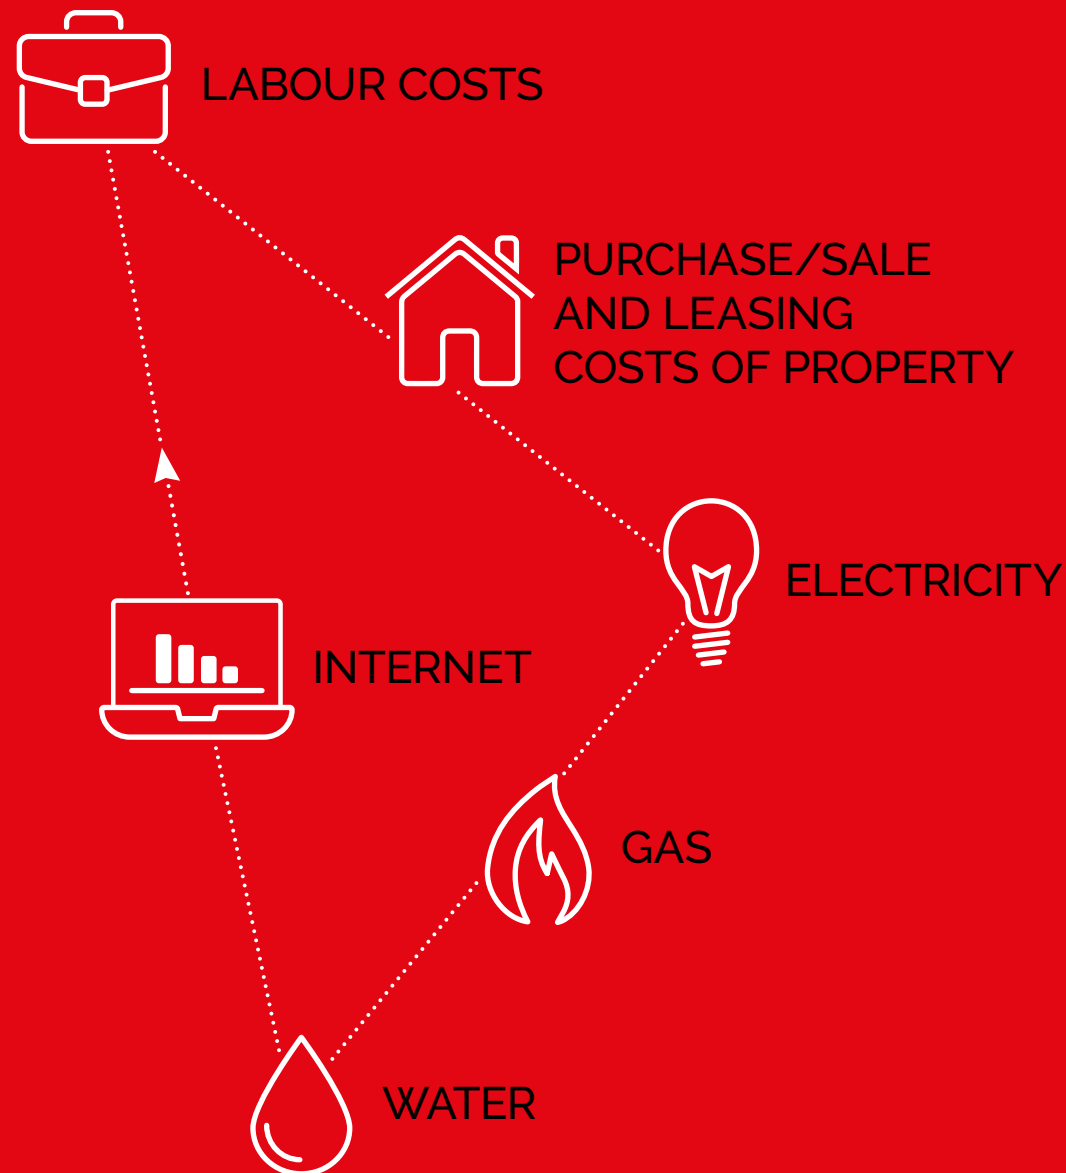 LABOUR COSTS
PURCHASE/SALE
AND LEASING
COSTS OF PROPERTY
ELECTRICITY
INTERNET
GAS
WATER